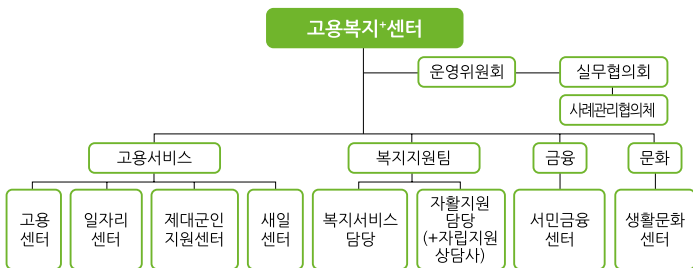 고용복지⁺센터
운영위원회
실무협의회
사례관리협의체
고용서비스
복지지원팀
금융
문화
고용
센터
일자리
센터
제대군인
지원센터
새일
센터
복지서비스
담당
자활지원
담당
(+자립지원
상담사)
서민금융
센터
생활문화
센터